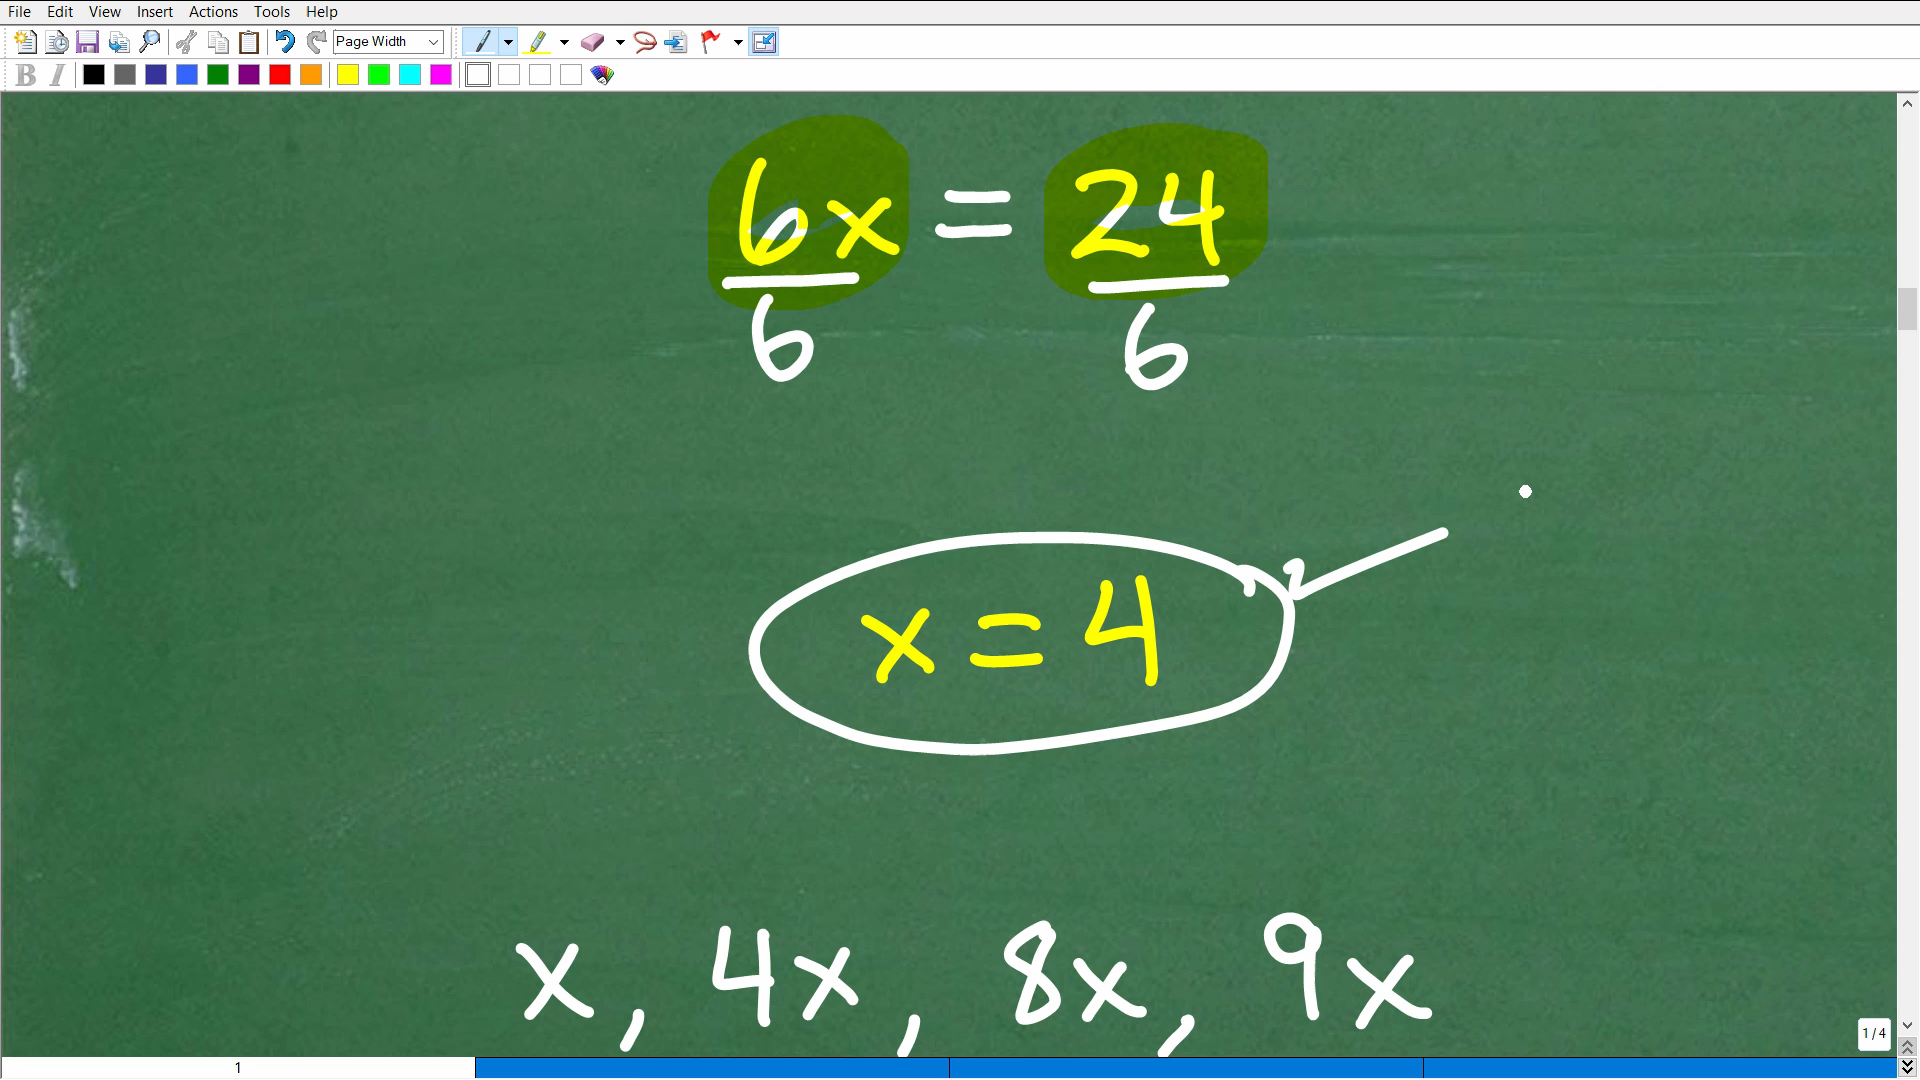 File Edit View Insert Actions Tools Help
Page Width
B I
6x = 24
6 6
x = 4
x, 4x, 8x, 9x
1 / 4
1